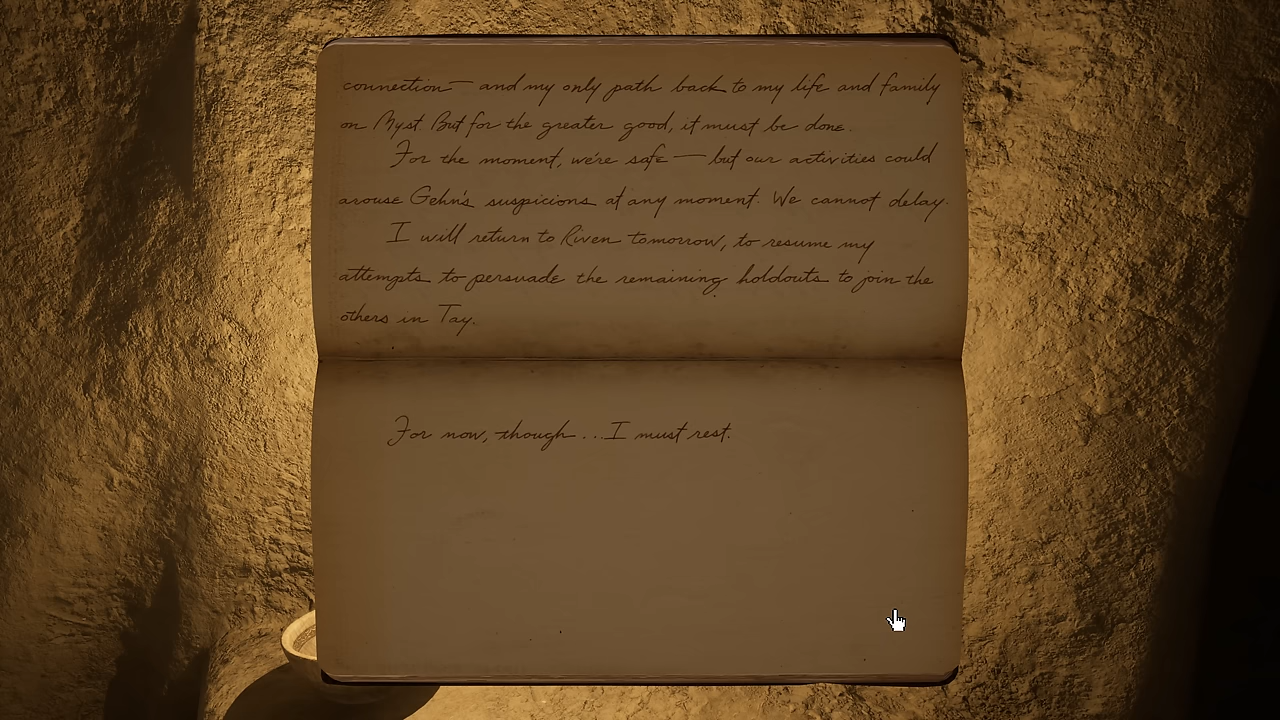 connection — and my only path back to my life and family
on Myst. But for the greater good, it must be done.
For the moment, we're safe — but our activities could
arouse Gehn's suspicions at any moment. We cannot delay.
I will return to Riven tomorrow, to resume my
attempts to persuade the remaining holdouts to join the
others in Tay.
For now, though ... I must rest.